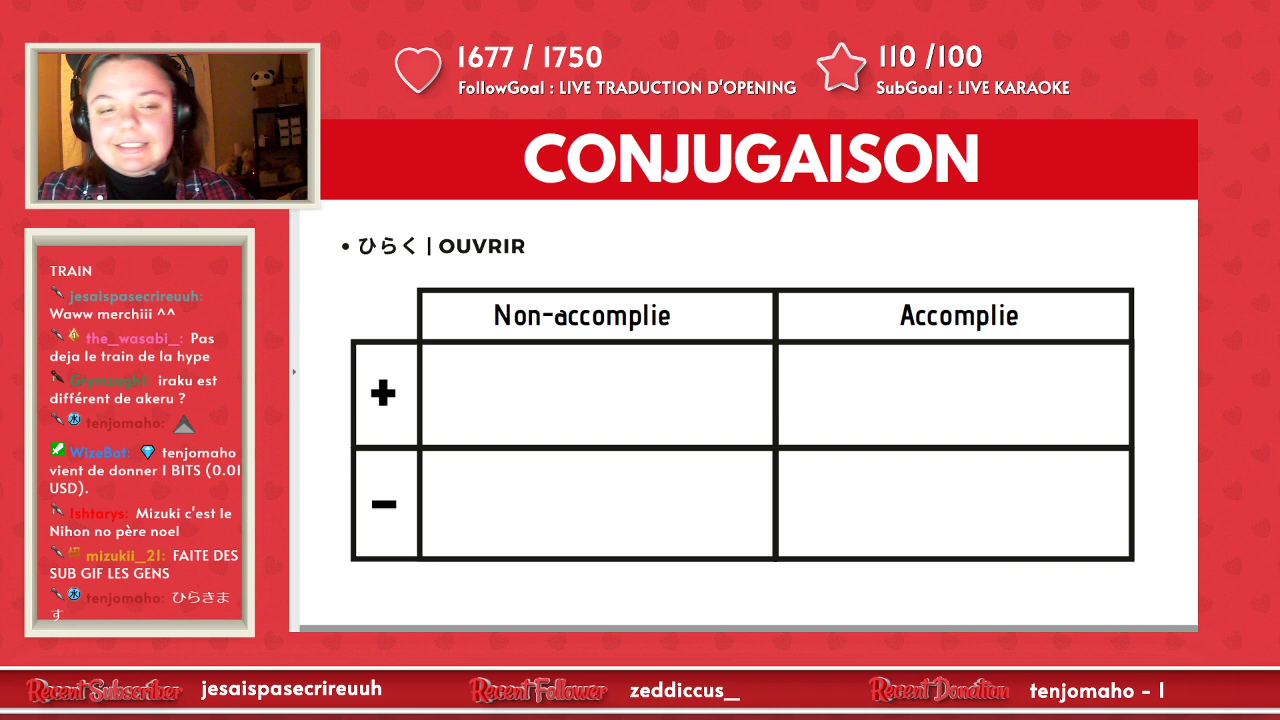 1677 / 1750
FollowGoal : LIVE TRADUCTION D'OPENING
110 /100
SubGoal : LIVE KARAOKE
CONJUGAISON
• ひらく | OUVRIR
Non-accomplie
Accomplie
+
−
TRAIN
jesaispasecrireuuh:
Waww merchiii ^^
the_wasabi_: Pas
deja le train de la hype
iraku est
différent de akeru ?
tenjomaho:
WizeBot: tenjomaho
vient de donner 1 BITS (0.01
USD).
Ishtarys: Mizuki c'est le
Nihon no père noel
mizukii_21: FAITE DES
SUB GIF LES GENS
tenjomaho: ひらきま
す
Recent Subscriber jesaispasecrireuuh
Recent Follower zeddiccus_
Recent Donation tenjomaho - 1